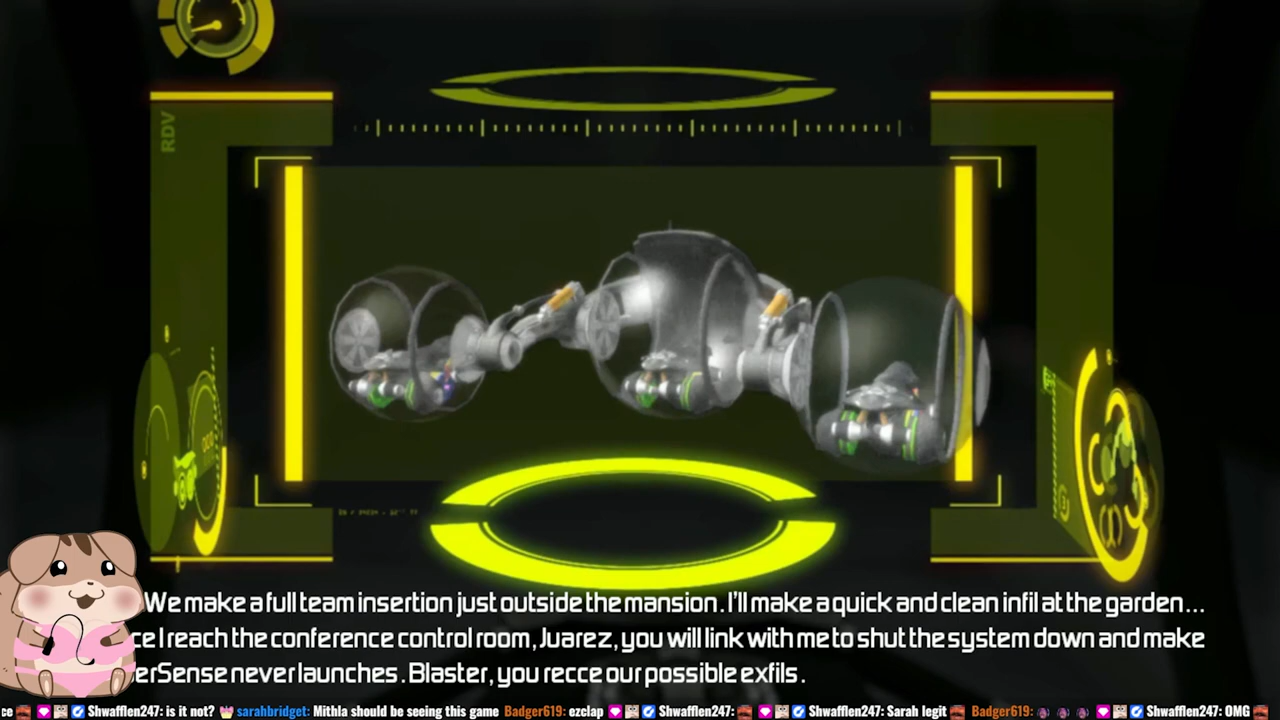 RDV
We make a full team insertion just outside the mansion. I'll make a quick and clean infil at the garden...
ce I reach the conference control room, Juarez, you will link with me to shut the system down and make
erSense never launches. Blaster, you recce our possible exfils.
ce Shwafflen247: is it not? sarahbridget: Mithla should be seeing this game Badger619: ezclap Shwafflen247: Shwafflen247: Sarah legit Badger619: Shwafflen247: OMG